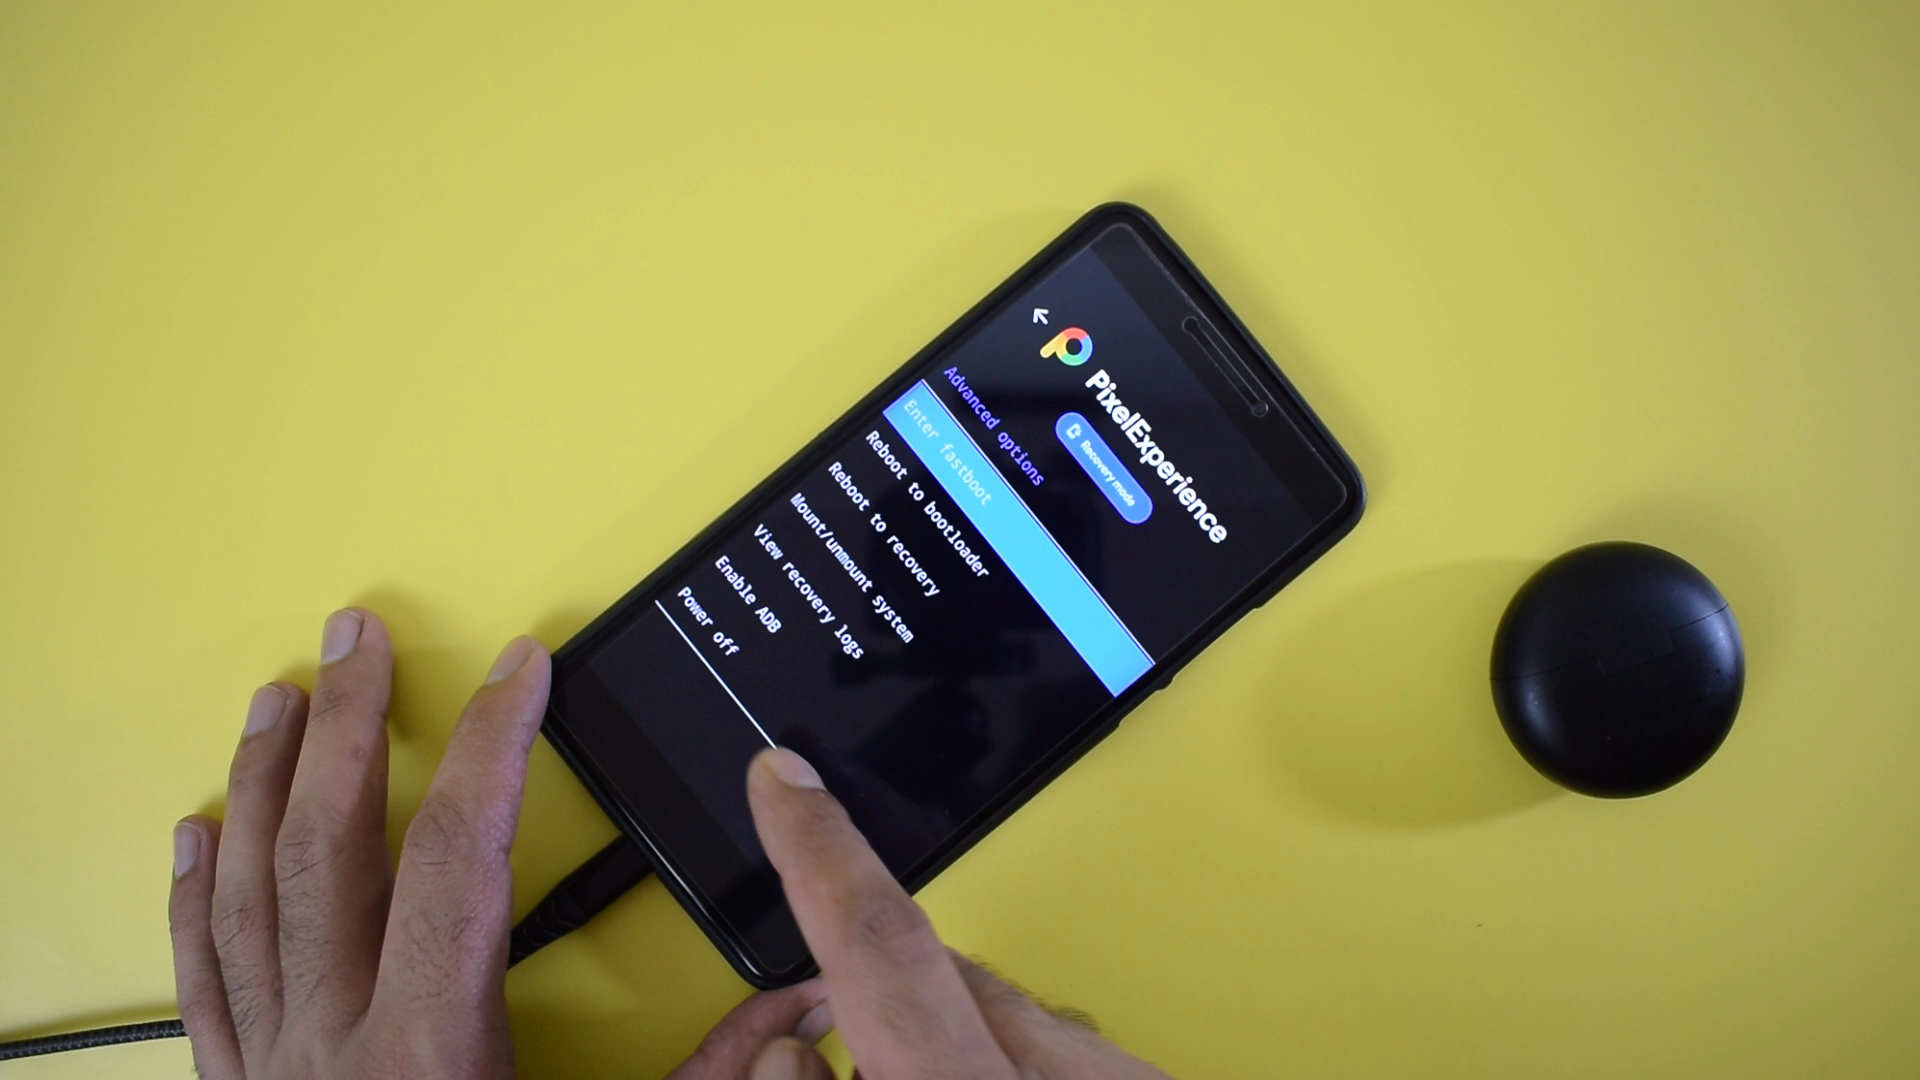 PixelExperience
Recovery mode
Advanced options
Enter fastboot
Reboot to bootloader
Reboot to recovery
Mount/unmount system
View recovery logs
Enable ADB
Power off